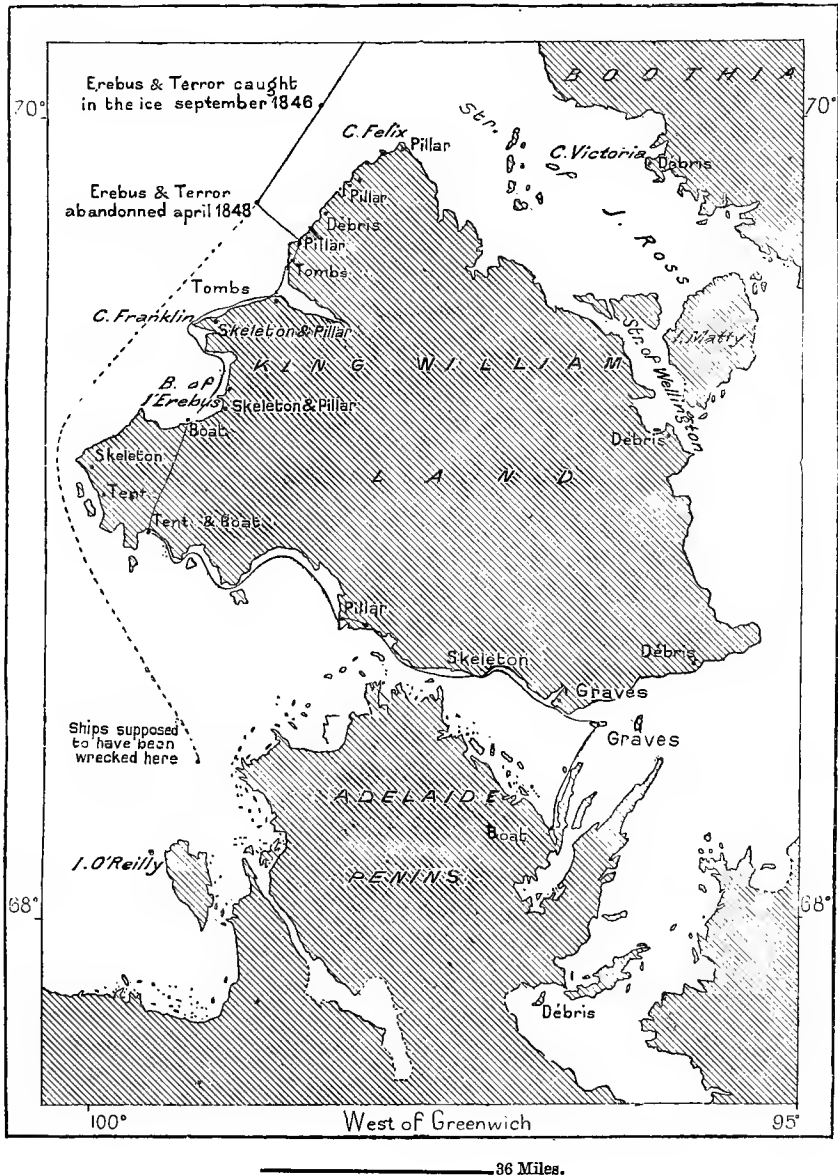 BOOTHIA
Erebus & Terror caught
in the ice september 1846
70°
70°
Str. of J. Ross
C. Felix
Pillar
C. Victoria
Débris
Erebus & Terror
abandonned april 1848
Pillar
Débris
Pillar
Tombs
Tombs
C. Franklin
Skeleton & Pillar
I. Matty
Str. of Wellington
KING WILLIAM
LAND
B. of
l'Erebus
Skeleton & Pillar
Boat
Débris
Skeleton
Tent
Tent & Boat
Pillar
Skeleton
Débris
Graves
Graves
Ships supposed
to have been
wrecked here
ADELAIDE
PENINS
Boat
I. O'Reilly
68°
68°
Débris
100°
West of Greenwich
95°
36 Miles.